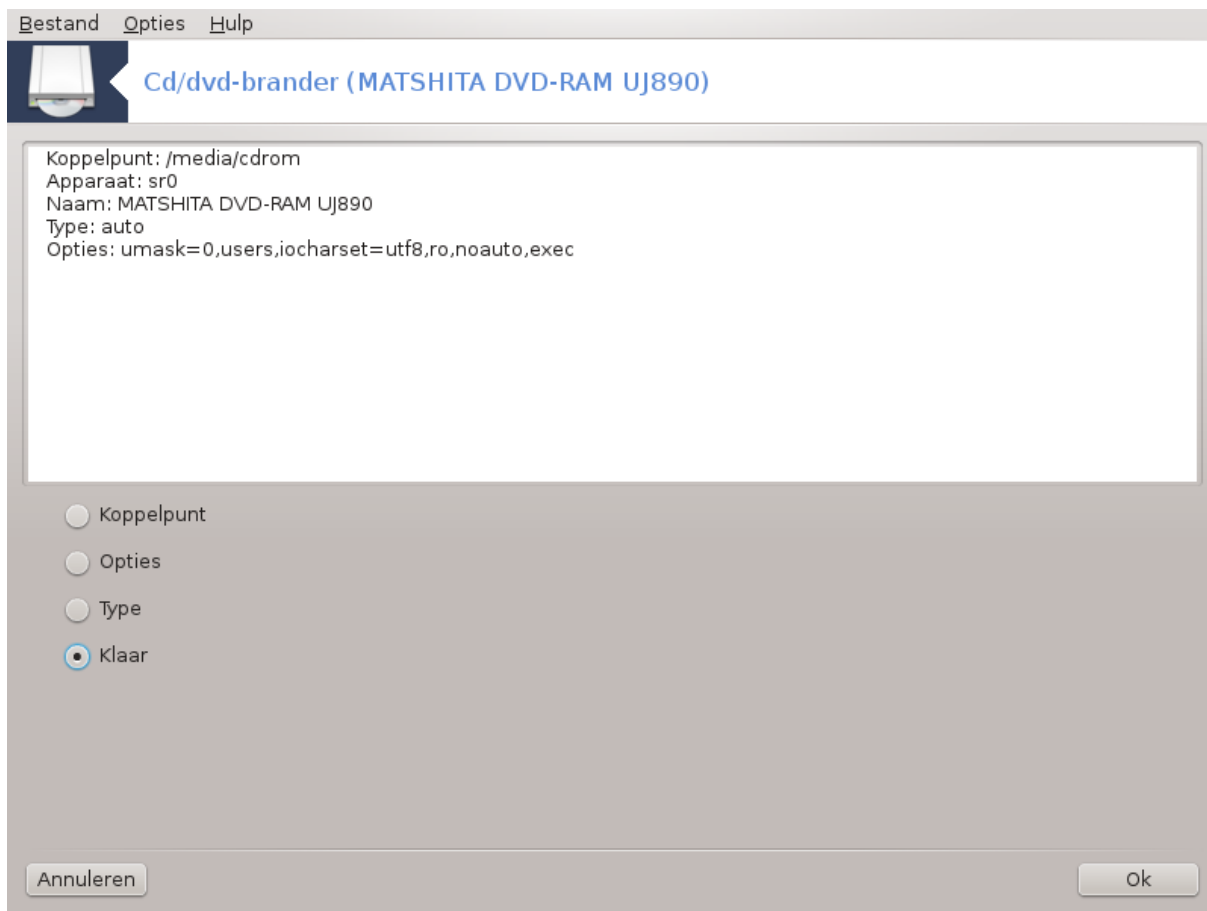 Bestand Opties Hulp
Cd/dvd-brander (MATSHITA DVD-RAM UJ890)
Koppelpunt: /media/cdrom
Apparaat: sr0
Naam: MATSHITA DVD-RAM UJ890
Type: auto
Opties: umask=0,users,iocharset=utf8,ro,noauto,exec
Koppelpunt
Opties
Type
Klaar
Annuleren Ok